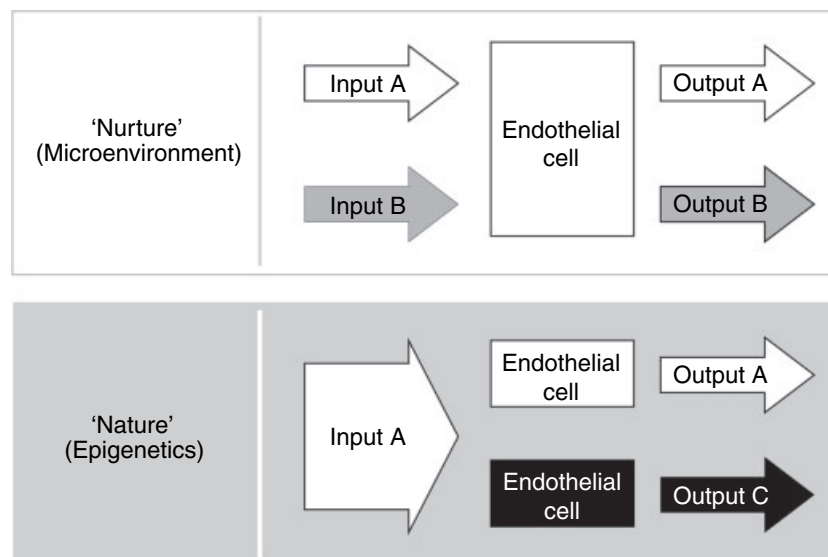 ‘Nurture’
(Microenvironment)
Input A
Input B
Endothelial
cell
Output A
Output B
‘Nature’
(Epigenetics)
Input A
Endothelial
cell
Output A
Endothelial
cell
Output C